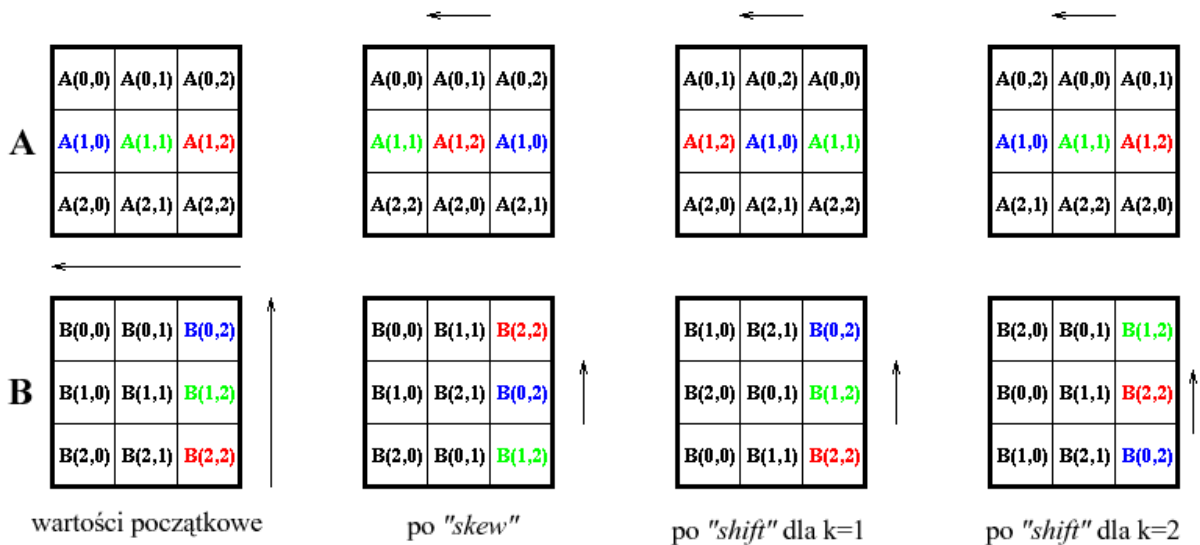 A(0,0) A(0,1) A(0,2) A(0,0) A(0,1) A(0,2) A(0,1) A(0,2) A(0,0) A(0,2) A(0,0) A(0,1)
A A(1,0) A(1,1) A(1,2) A(1,1) A(1,2) A(1,0) A(1,2) A(1,0) A(1,1) A(1,0) A(1,1) A(1,2)
A(2,0) A(2,1) A(2,2) A(2,2) A(2,0) A(2,1) A(2,0) A(2,1) A(2,2) A(2,1) A(2,2) A(2,0)
B(0,0) B(0,1) B(0,2) B(0,0) B(1,1) B(2,2) B(1,0) B(2,1) B(0,2) B(2,0) B(0,1) B(1,2)
B B(1,0) B(1,1) B(1,2) B(1,0) B(2,1) B(0,2) B(2,0) B(0,1) B(1,2) B(0,0) B(1,1) B(2,2)
B(2,0) B(2,1) B(2,2) B(2,0) B(0,1) B(1,2) B(0,0) B(1,1) B(2,2) B(1,0) B(2,1) B(0,2)
wartości początkowe po "skew" po "shift" dla k=1 po "shift" dla k=2